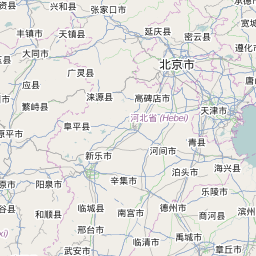 丰镇市
兴和县
张家口市
承德市
天镇县
延庆县
密云县
大同市
遵化市
广灵县
北京市
应县
涞源县
高碑店市
天津市
繁峙县
河北省 (Hebei)
阜平县
原平市
青县
新乐市
河间市
泊头市
海兴县
阳泉市
辛集市
乐陵市
临城县
南宫市
商河县
滨州
和顺县
临清市
禹城市
武安市
章丘市